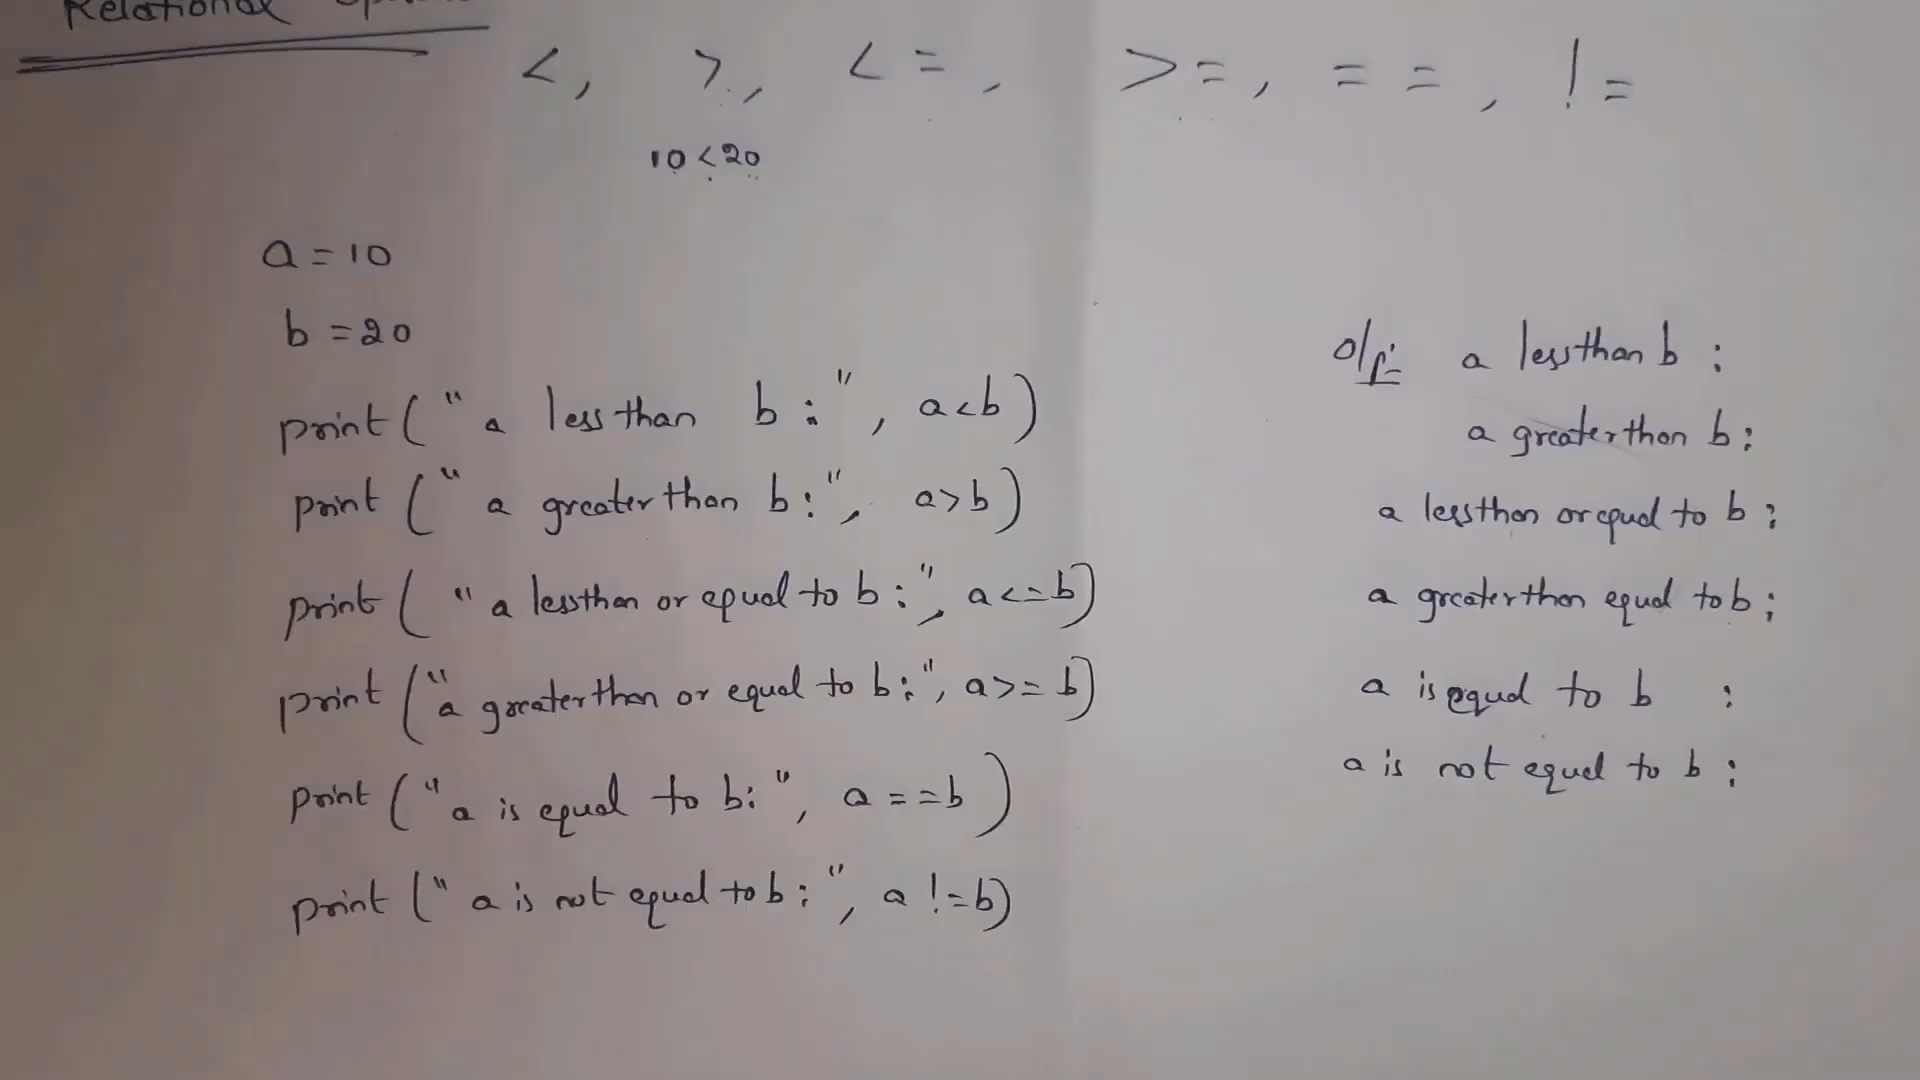 Relational
<, >, <=, >=, ==, !=
10<20
a=10
b=20
print("a less than b:", a<b)
print("a greater than b:", a>b)
print("a lessthan or equal to b:", a<=b)
print("a greaterthan or equal to b:", a>=b)
print("a is equal to b:", a==b)
print("a is not equal to b:", a!=b)
o/p:
a lessthan b :
a greaterthan b:
a lessthan or equal to b :
a greaterthan equal to b :
a is equal to b :
a is not equal to b :